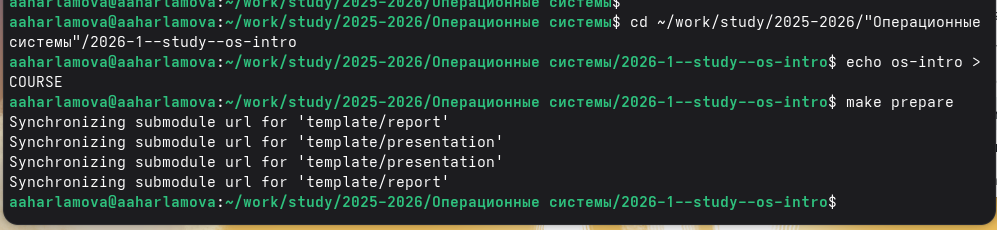 aaharlamova@aaharlamova:~/work/study/2025-2026/Операционные системы$
aaharlamova@aaharlamova:~/work/study/2025-2026/Операционные системы$ cd ~/work/study/2025-2026/"Операционные
системы"/2026-1--study--os-intro
aaharlamova@aaharlamova:~/work/study/2025-2026/Операционные системы/2026-1--study--os-intro$ echo os-intro >
COURSE
aaharlamova@aaharlamova:~/work/study/2025-2026/Операционные системы/2026-1--study--os-intro$ make prepare
Synchronizing submodule url for 'template/report'
Synchronizing submodule url for 'template/presentation'
Synchronizing submodule url for 'template/presentation'
Synchronizing submodule url for 'template/report'
aaharlamova@aaharlamova:~/work/study/2025-2026/Операционные системы/2026-1--study--os-intro$